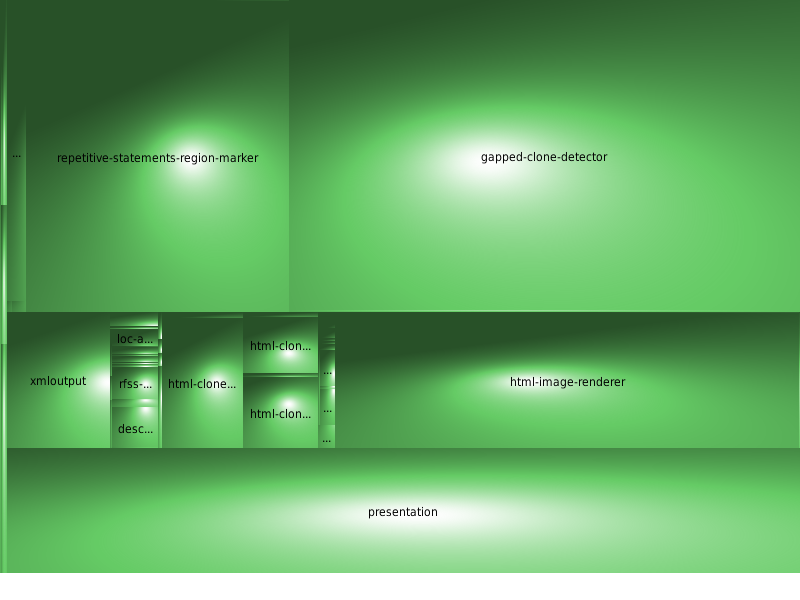 ...
repetitive-statements-region-marker
gapped-clone-detector
xmloutput
loc-a...
rfss-...
desc...
html-clone...
html-clon...
html-clon...
...
...
...
html-image-renderer
presentation